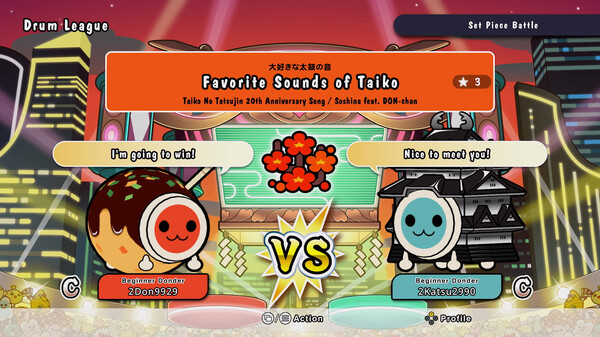 Drum League
Set Piece Battle
大好きな太鼓の音
Favorite Sounds of Taiko
★ 3
Taiko No Tatsujin 20th Anniversary Song / Soshina feat. DON-chan
I'm going to win!
Nice to meet you!
VS
C
Beginner Donder
2Don9929
Beginner Donder
2Katsu2990
C
Action
Profile